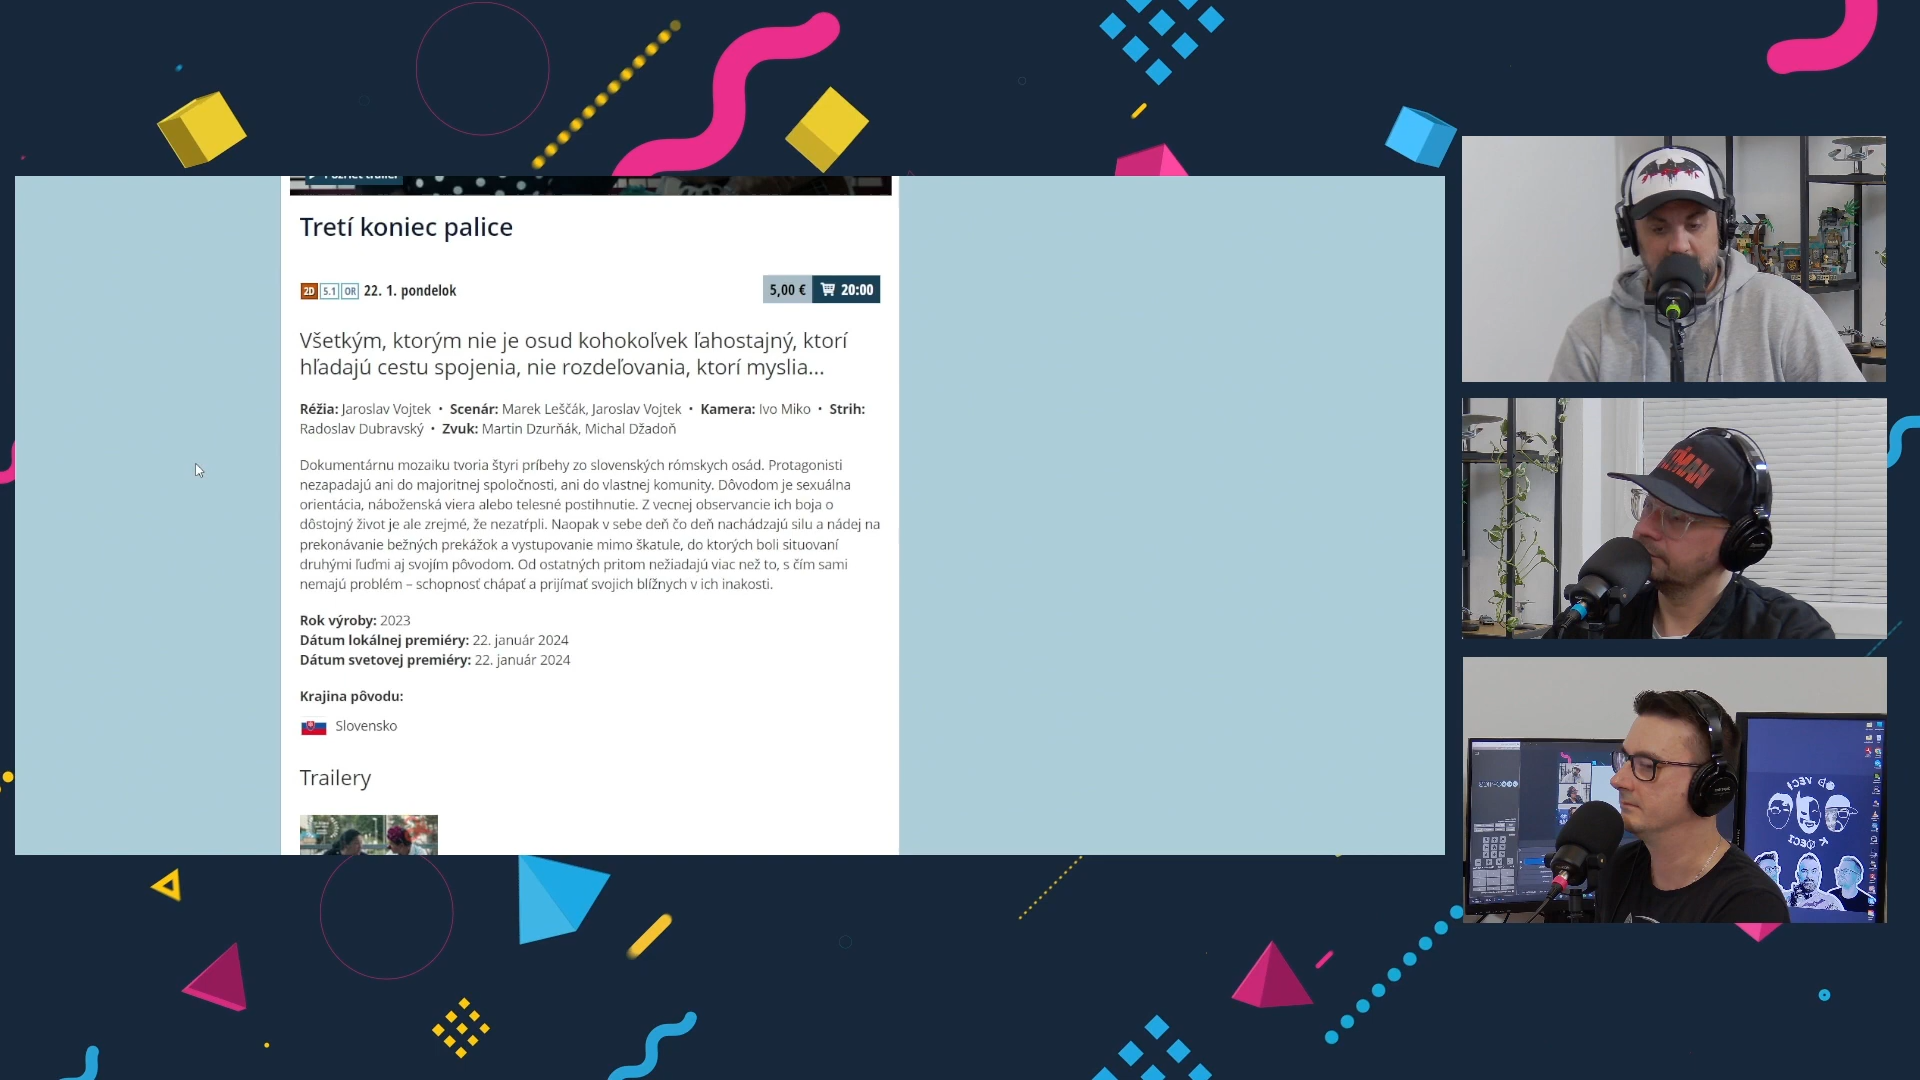 Tretí koniec palice
2D 5.1 OR 22. 1. pondelok
5,00 € 20:00
Všetkým, ktorým nie je osud kohokoľvek ľahostajný, ktorí
hľadajú cestu spojenia, nie rozdeľovania, ktorí myslia...
Réžia: Jaroslav Vojtek • Scenár: Marek Leščák, Jaroslav Vojtek • Kamera: Ivo Miko • Strih:
Radoslav Dubravský • Zvuk: Martin Dzurňák, Michal Džadoň
Dokumentárnu mozaiku tvoria štyri príbehy zo slovenských rómskych osád. Protagonisti
nezapadajú ani do majoritnej spoločnosti, ani do vlastnej komunity. Dôvodom je sexuálna
orientácia, náboženská viera alebo telesné postihnutie. Z vecnej observancie ich boja o
dôstojný život je ale zrejmé, že nezatŕpli. Naopak v sebe deň čo deň nachádzajú silu a nádej na
prekonávanie bežných prekážok a vystupovanie mimo škatule, do ktorých boli situovaní
druhými ľuďmi aj svojím pôvodom. Od ostatných pritom nežiadajú viac než to, s čím sami
nemajú problém – schopnosť chápať a prijímať svojich blížnych v ich inakosti.
Rok výroby: 2023
Dátum lokálnej premiéry: 22. január 2024
Dátum svetovej premiéry: 22. január 2024
Krajina pôvodu:
Slovensko
Trailery